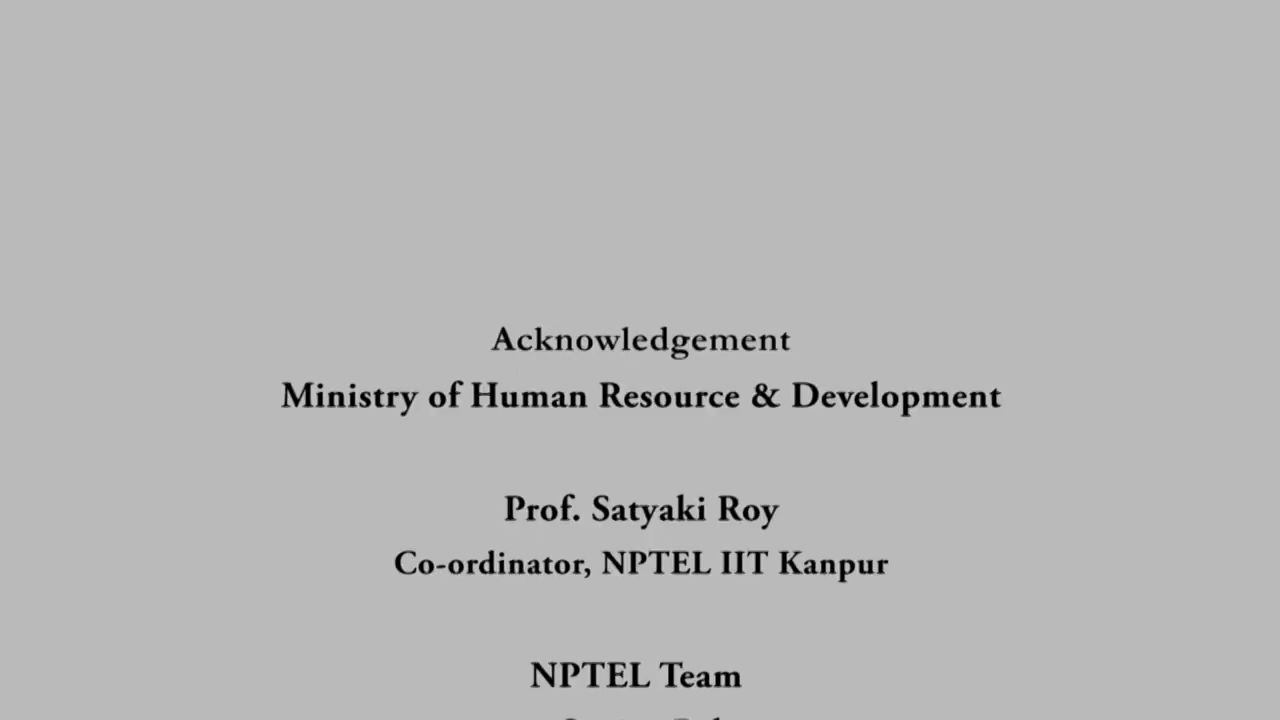 Acknowledgement
Ministry of Human Resource & Development
Prof. Satyaki Roy
Co-ordinator, NPTEL IIT Kanpur
NPTEL Team